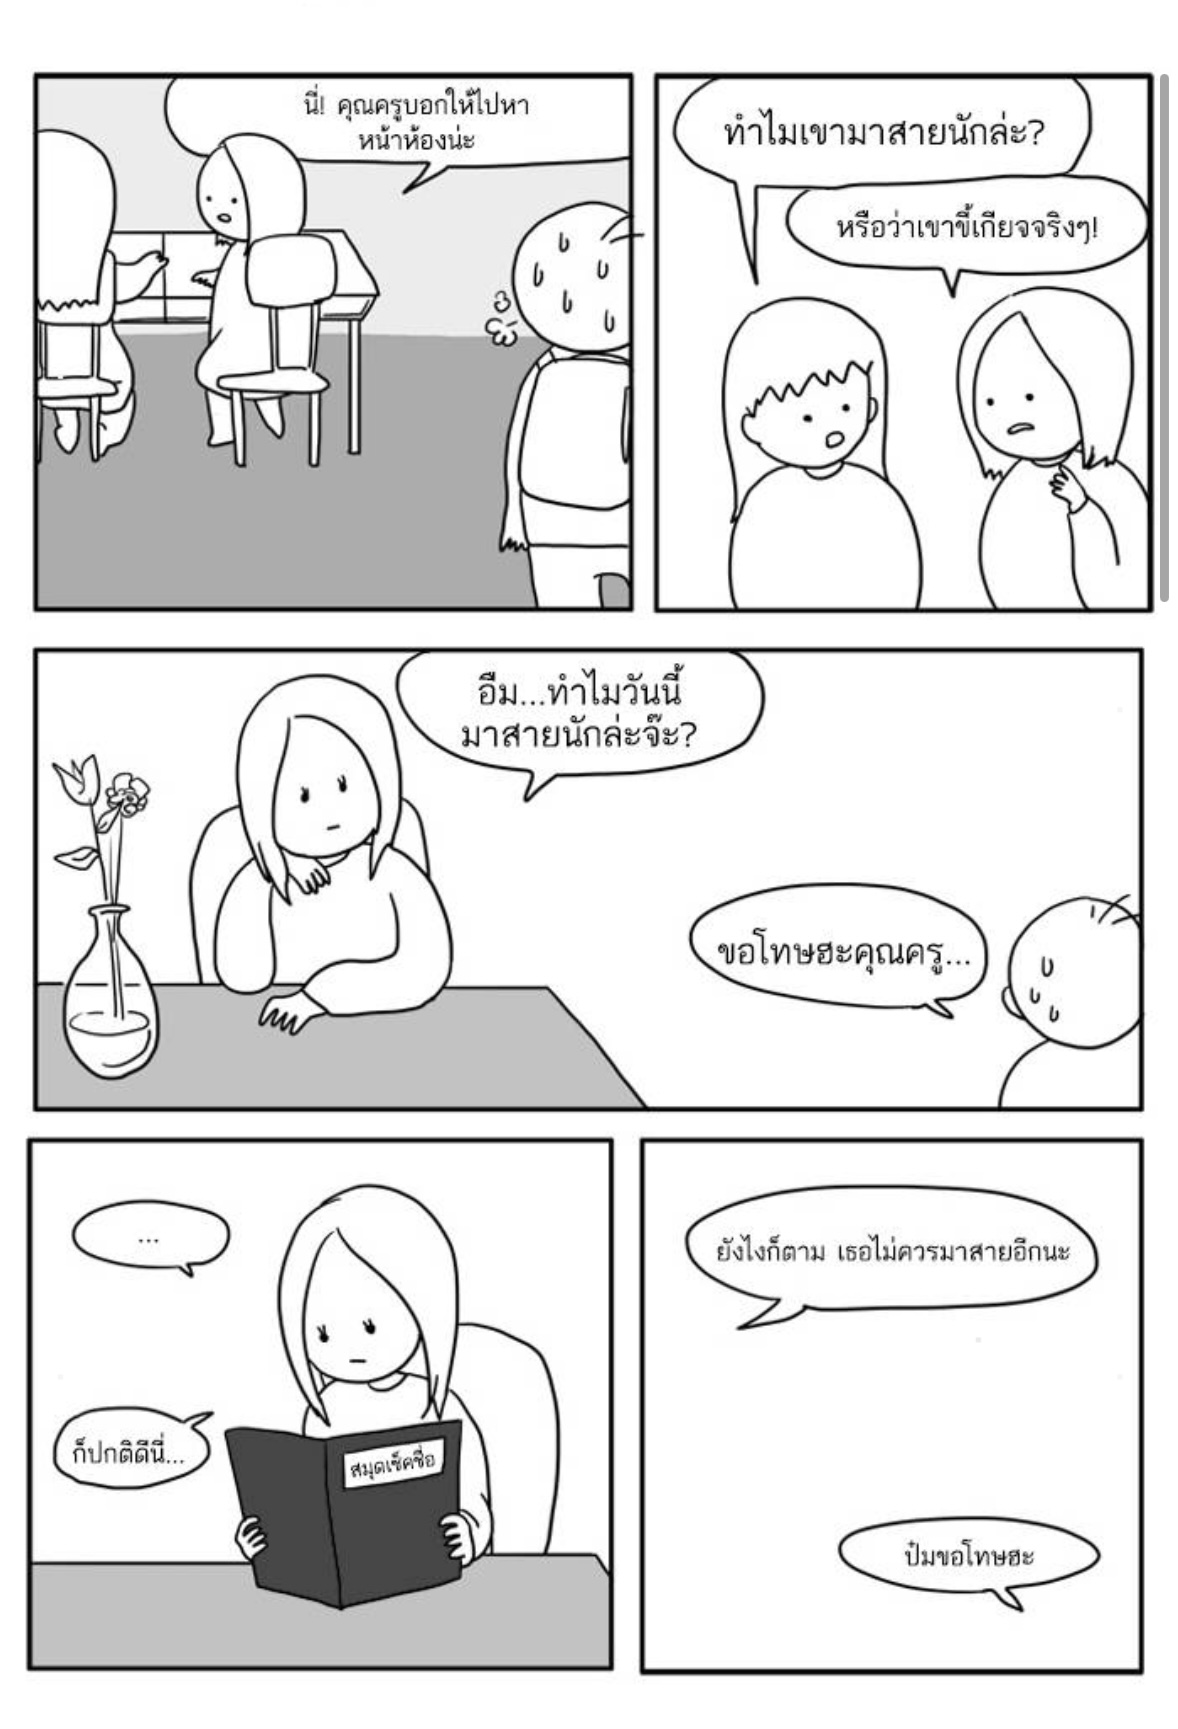 นี่! คุณครูบอกให้ไปหา
หน้าห้องน่ะ
ทำไมเขามาสายนักล่ะ?
หรือว่าเขาขี้เกียจจริงๆ!
อืม...ทำไมวันนี้
มาสายนักล่ะจ๊ะ?
ขอโทษฮะคุณครู...
...
ก็ปกติดีนี่...
สมุดเช็คชื่อ
ยังไงก็ตาม เธอไม่ควรมาสายอีกนะ
ป๋มขอโทษฮะ